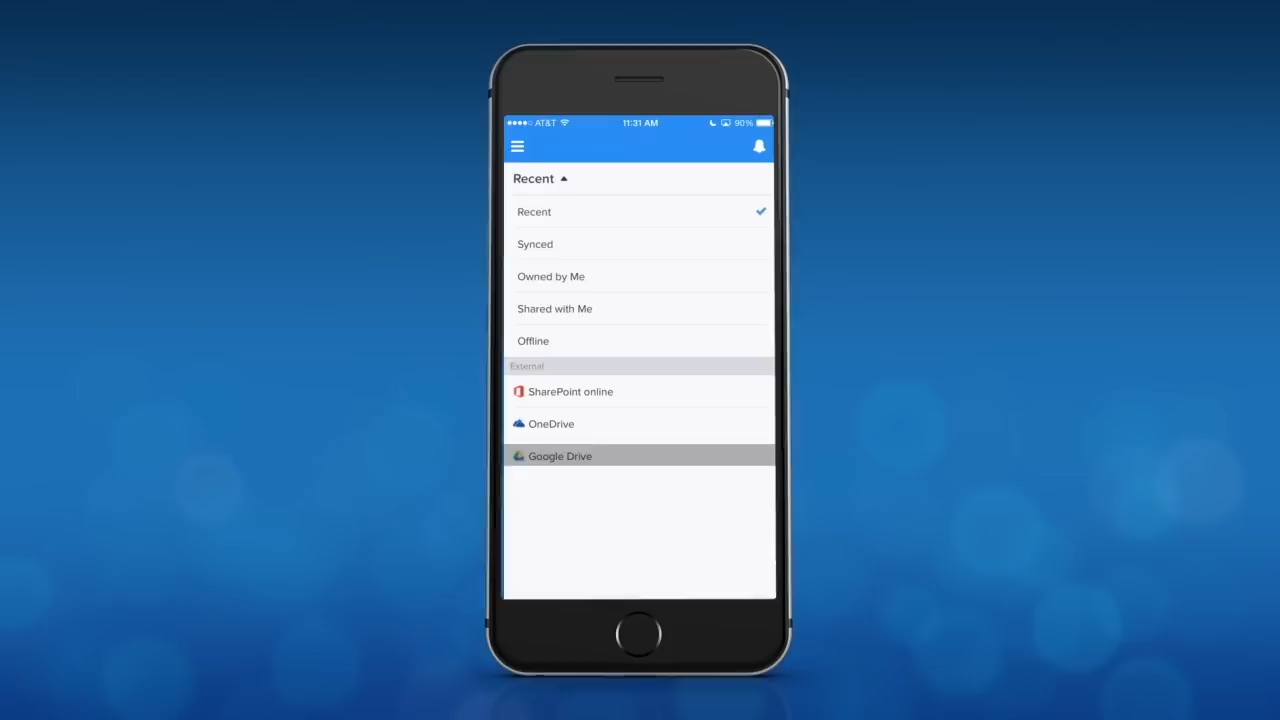 AT&T 11:31 AM 90%
Recent
Recent
Synced
Owned by Me
Shared with Me
Offline
External
SharePoint online
OneDrive
Google Drive